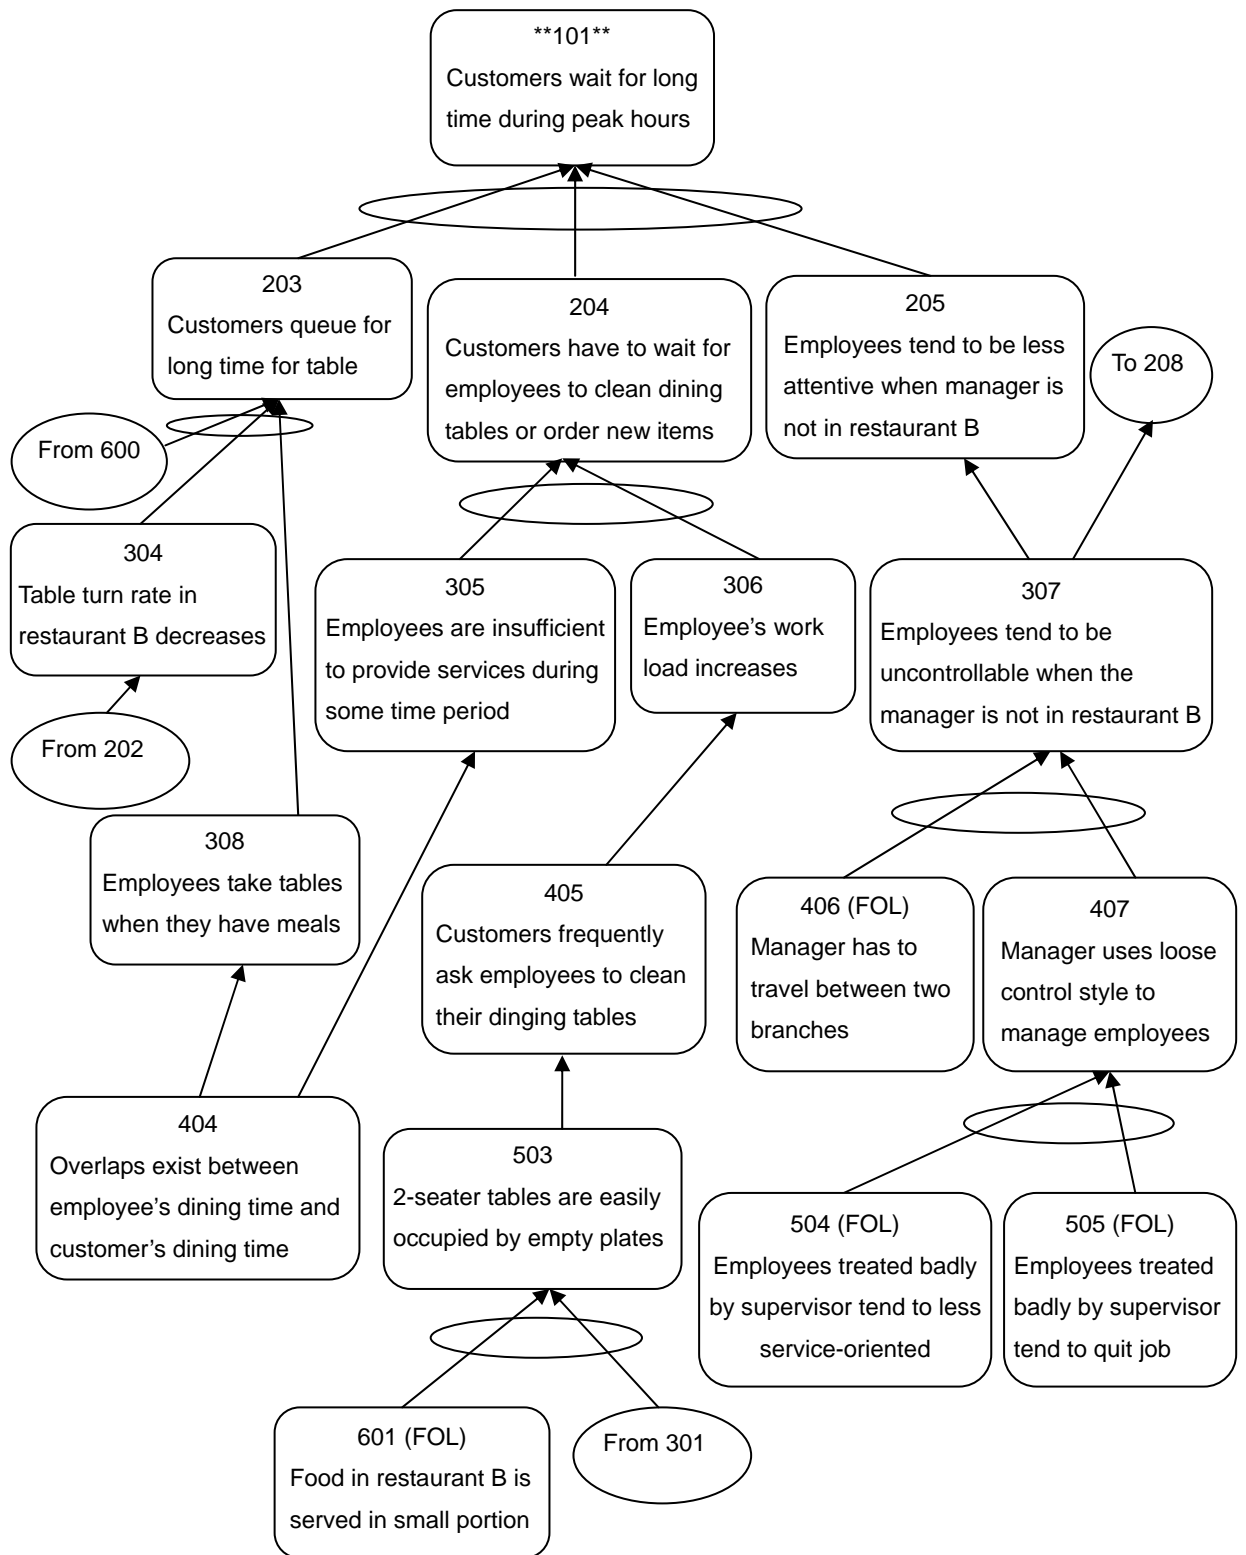 **101**
Customers wait for long
time during peak hours
203
Customers queue for
long time for table
204
Customers have to wait for
employees to clean dining
tables or order new items
205
Employees tend to be less
attentive when manager is
not in restaurant B
To 208
From 600
304
Table turn rate in
restaurant B decreases
305
Employees are insufficient
to provide services during
some time period
306
Employee’s work
load increases
307
Employees tend to be
uncontrollable when the
manager is not in restaurant B
From 202
308
Employees take tables
when they have meals
405
Customers frequently
ask employees to clean
their dinging tables
406 (FOL)
Manager has to
travel between two
branches
407
Manager uses loose
control style to
manage employees
404
Overlaps exist between
employee’s dining time and
customer’s dining time
503
2-seater tables are easily
occupied by empty plates
504 (FOL)
Employees treated badly
by supervisor tend to less
service-oriented
505 (FOL)
Employees treated
badly by supervisor
tend to quit job
601 (FOL)
Food in restaurant B is
served in small portion
From 301